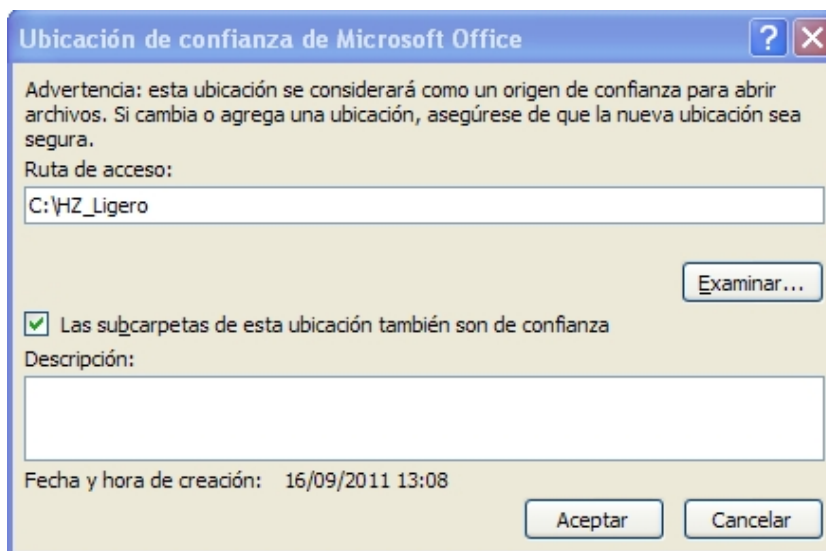 Ubicación de confianza de Microsoft Office
Advertencia: esta ubicación se considerará como un origen de confianza para abrir
archivos. Si cambia o agrega una ubicación, asegúrese de que la nueva ubicación sea
segura.
Ruta de acceso:
C:\HZ_Ligero
Examinar...
Las subcarpetas de esta ubicación también son de confianza
Descripción:
Fecha y hora de creación: 16/09/2011 13:08
Aceptar Cancelar